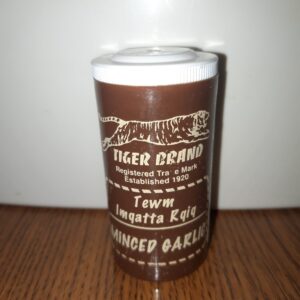 TIGER BRAND
Registered Tra e Mark
Established 1920
Tewm
Imqatta Rqiq
MINCED GARLIC